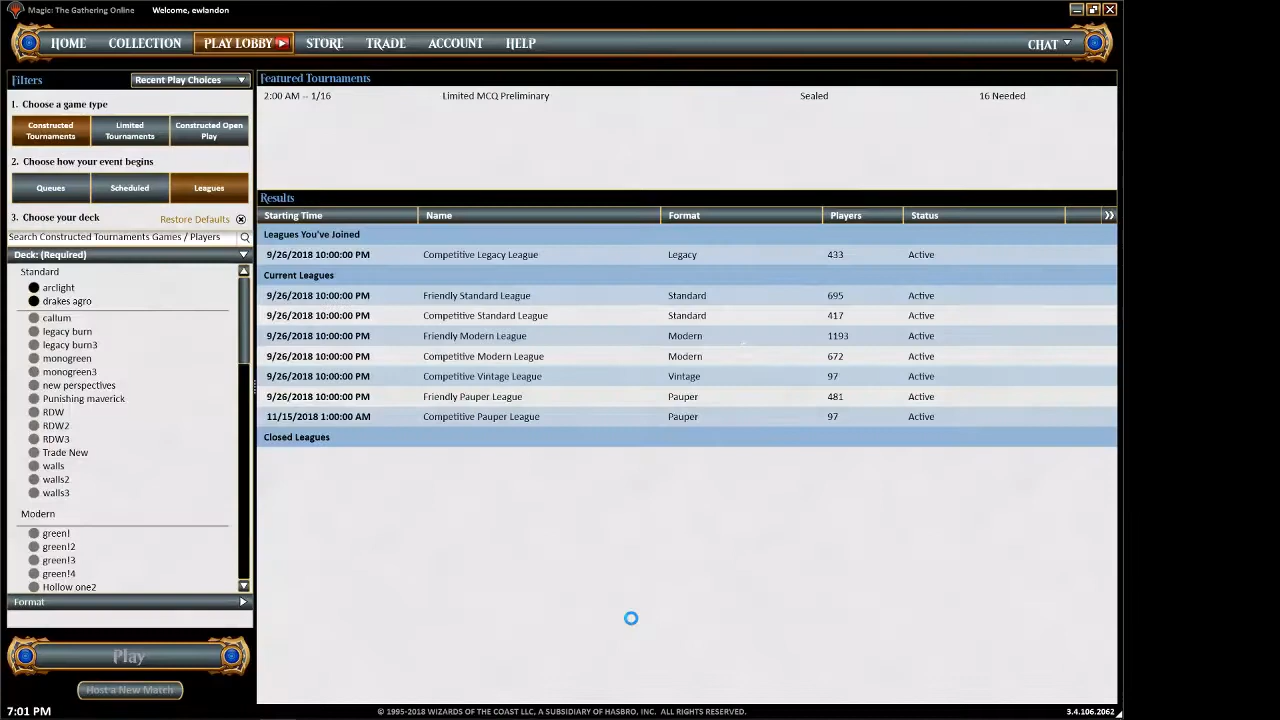 Magic: The Gathering Online Welcome, ewlandon
HOME COLLECTION PLAY LOBBY STORE TRADE ACCOUNT HELP CHAT
Filters Recent Play Choices
1. Choose a game type
Constructed Tournaments Limited Tournaments Constructed Open Play
2. Choose how your event begins
Queues Scheduled Leagues
3. Choose your deck Restore Defaults
Search Constructed Tournaments Games / Players
Deck: (Required)
Standard
arclight
drakes agro
callum
legacy burn
legacy burn3
monogreen
monogreen3
new perspectives
Punishing maverick
RDW
RDW2
RDW3
Trade New
walls
walls2
walls3
Modern
green!
green!2
green!3
green!4
Hollow one2
Format
Play
Host a New Match
7:01 PM
Featured Tournaments
2:00 AM -- 1/16 Limited MCQ Preliminary Sealed 16 Needed
Results
Starting Time Name Format Players Status
Leagues You've Joined
9/26/2018 10:00:00 PM Competitive Legacy League Legacy 433 Active
Current Leagues
9/26/2018 10:00:00 PM Friendly Standard League Standard 695 Active
9/26/2018 10:00:00 PM Competitive Standard League Standard 417 Active
9/26/2018 10:00:00 PM Friendly Modern League Modern 1193 Active
9/26/2018 10:00:00 PM Competitive Modern League Modern 672 Active
9/26/2018 10:00:00 PM Competitive Vintage League Vintage 97 Active
9/26/2018 10:00:00 PM Friendly Pauper League Pauper 481 Active
11/15/2018 1:00:00 AM Competitive Pauper League Pauper 97 Active
Closed Leagues
© 1995-2018 WIZARDS OF THE COAST LLC, A SUBSIDIARY OF HASBRO, INC. ALL RIGHTS RESERVED.
3.4.106.2062